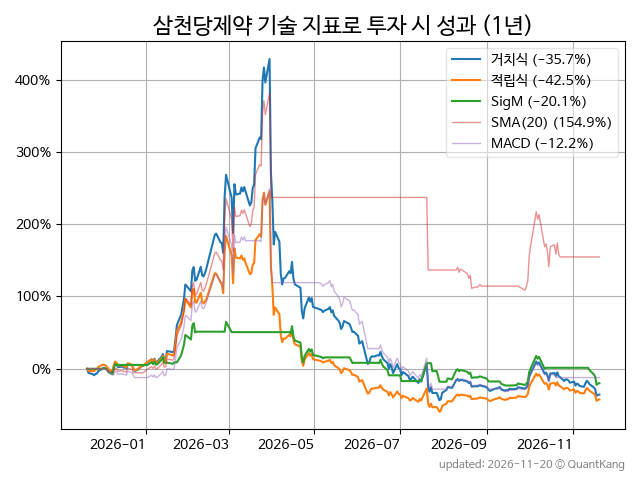 삼천당제약 기술 지표로 투자 시 성과 (1년)
거치식 (−35.7%)
적립식 (−42.5%)
SigM (−20.1%)
SMA(20) (154.9%)
MACD (−12.2%)
400%
300%
200%
100%
0%
2026-01
2026-03
2026-05
2026-07
2026-09
2026-11
updated: 2026-11-20 © QuantKang